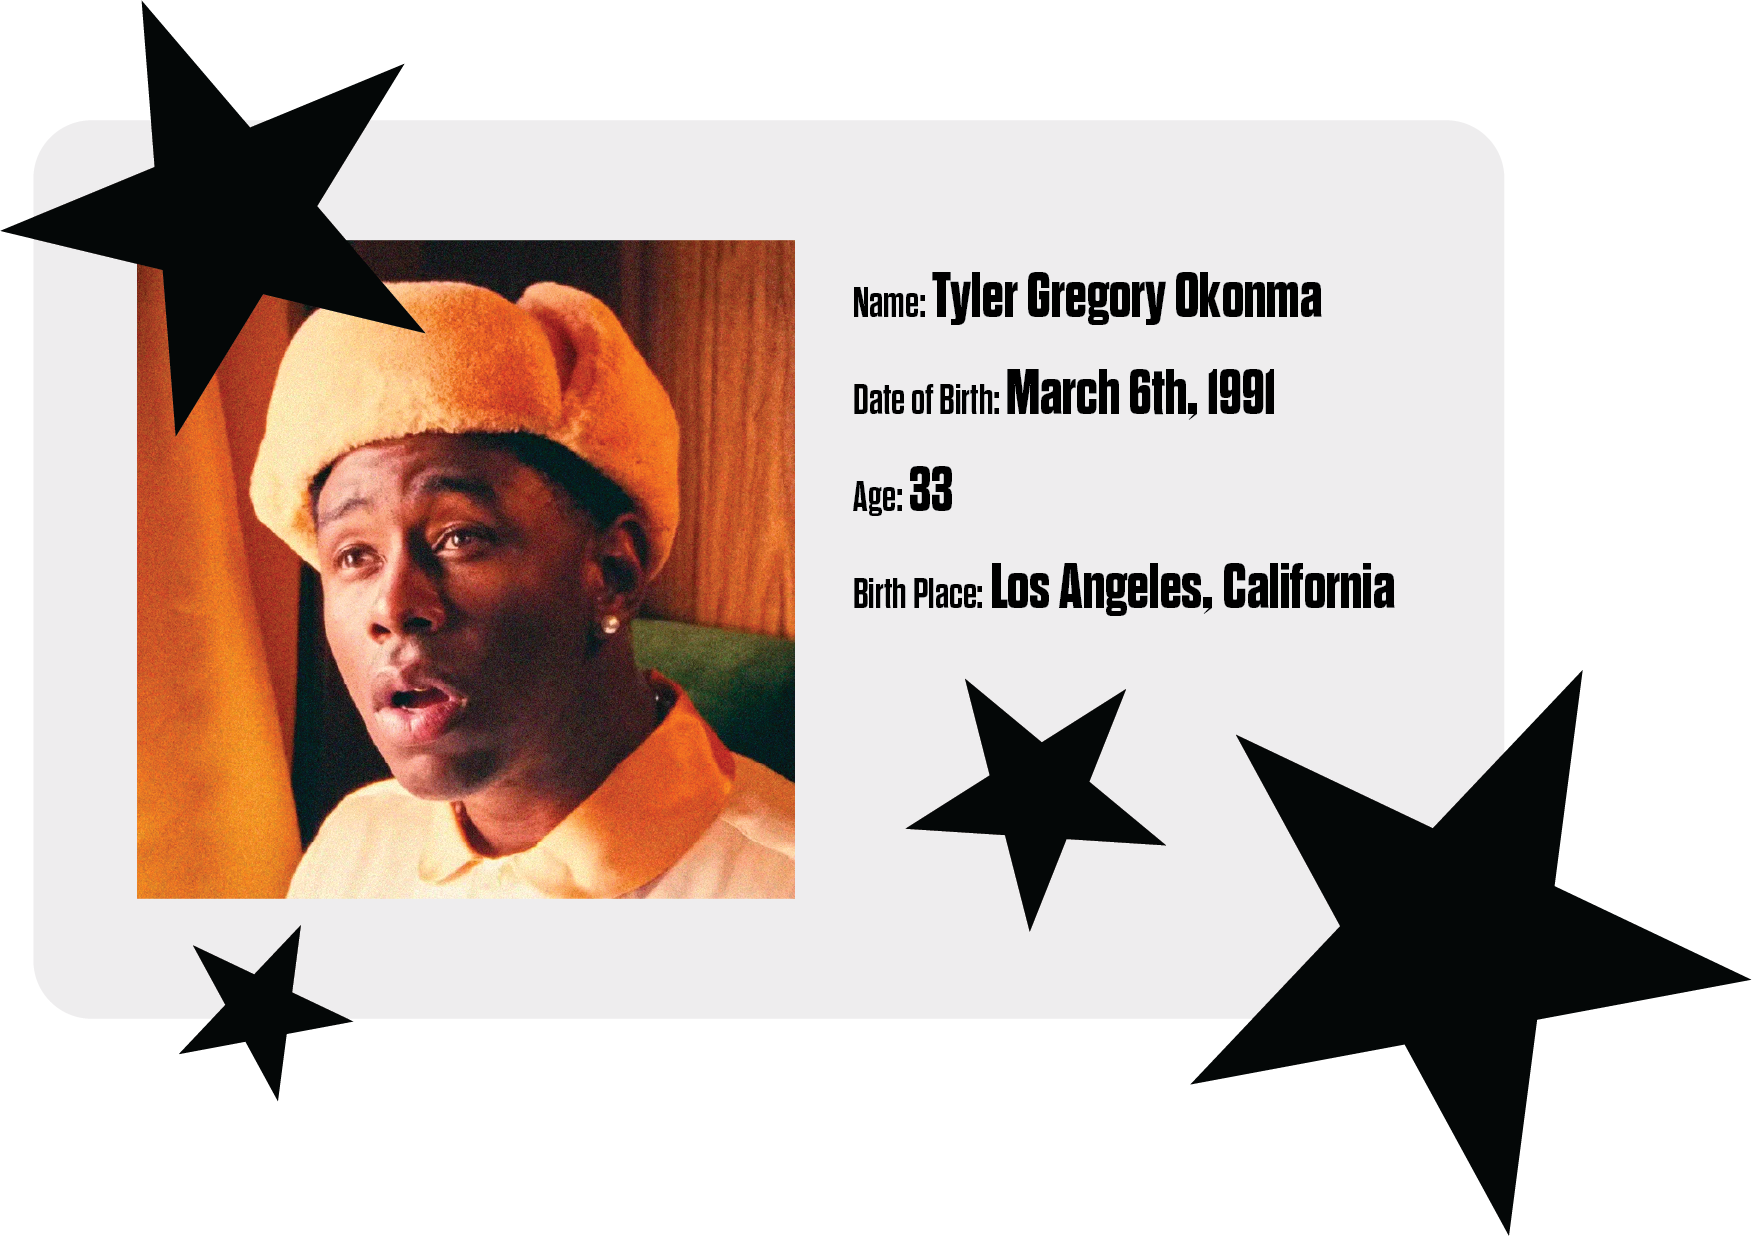 Name: Tyler Gregory Okonma
Date of Birth: March 6th, 1991
Age: 33
Birth Place: Los Angeles, California